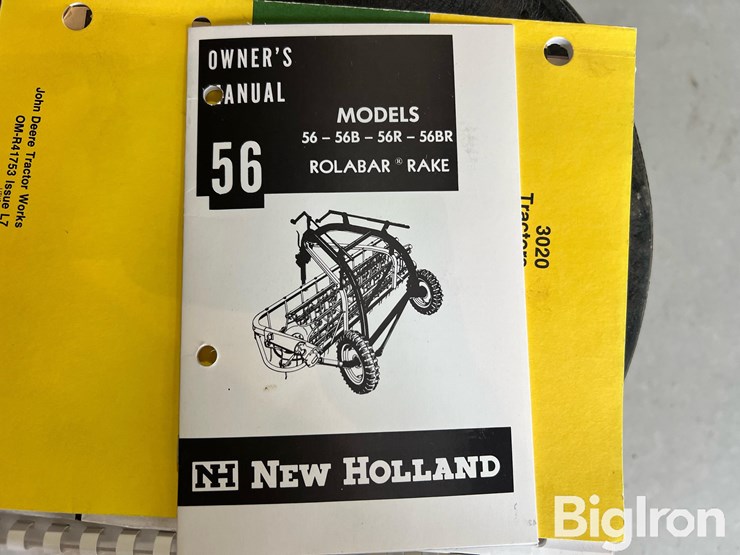 OWNER'S
MANUAL
56
MODELS
56 - 56B - 56R - 56BR
ROLABAR ® RAKE
NH NEW HOLLAND
John Deere Tractor Works
OM-R41753 Issue L7
3020
Tractors
BigIron